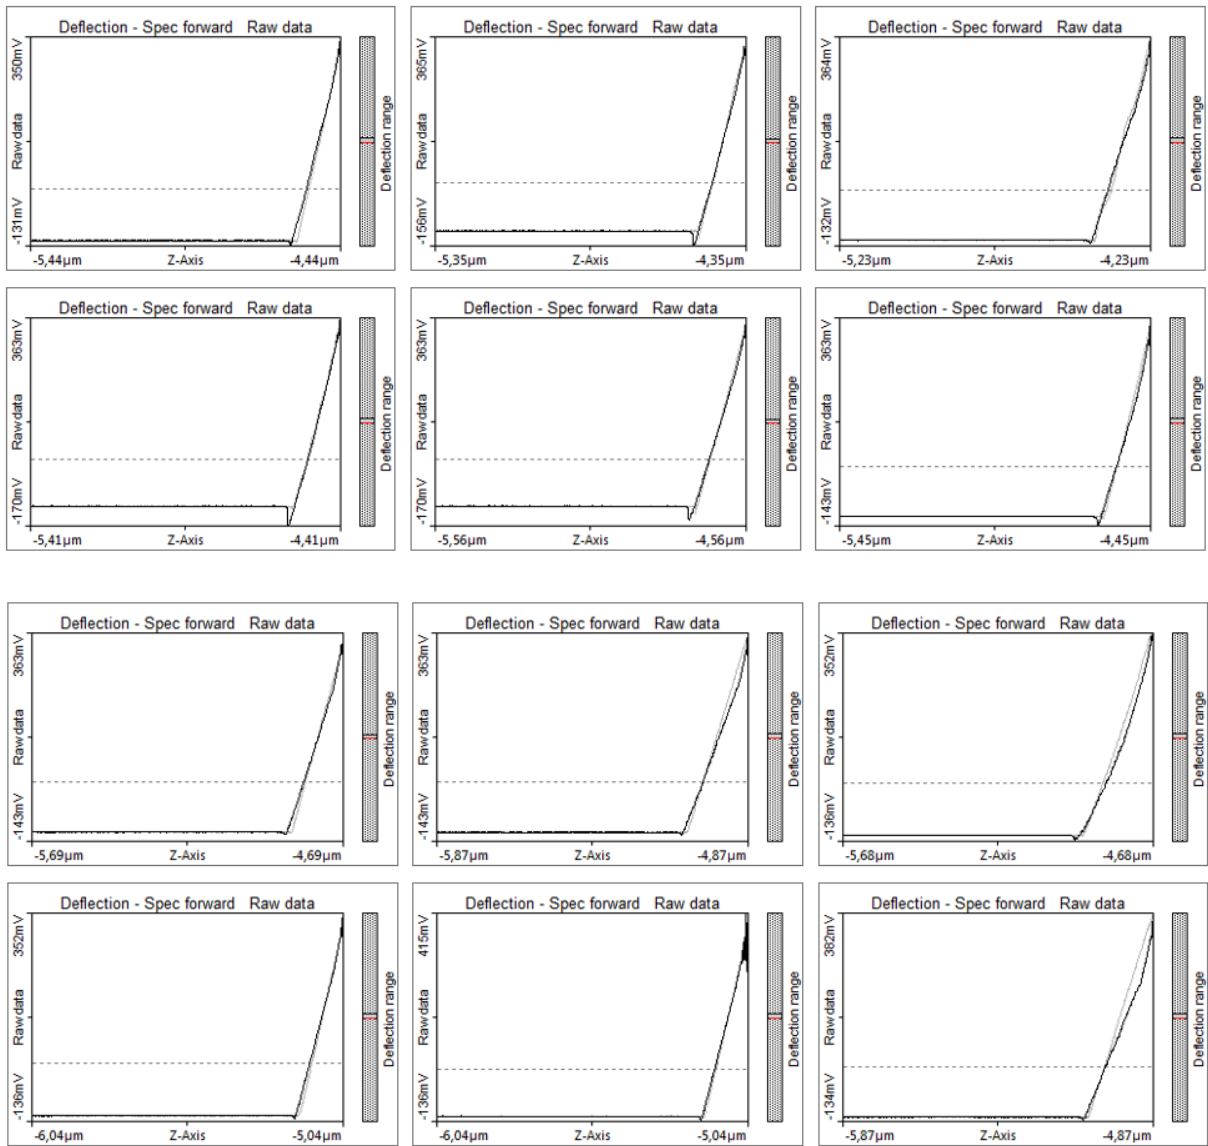 Deflection - Spec forward Raw data
350mV
Raw data
-131mV
-5,44µm Z-Axis -4,44µm
Deflection range
Deflection - Spec forward Raw data
365mV
Raw data
-156mV
-5,35µm Z-Axis -4,35µm
Deflection range
Deflection - Spec forward Raw data
364mV
Raw data
-132mV
-5,23µm Z-Axis -4,23µm
Deflection range
Deflection - Spec forward Raw data
363mV
Raw data
-170mV
-5,41µm Z-Axis -4,41µm
Deflection range
Deflection - Spec forward Raw data
363mV
Raw data
-170mV
-5,56µm Z-Axis -4,56µm
Deflection range
Deflection - Spec forward Raw data
363mV
Raw data
-143mV
-5,45µm Z-Axis -4,45µm
Deflection range
Deflection - Spec forward Raw data
363mV
Raw data
-143mV
-5,69µm Z-Axis -4,69µm
Deflection range
Deflection - Spec forward Raw data
363mV
Raw data
-143mV
-5,87µm Z-Axis -4,87µm
Deflection range
Deflection - Spec forward Raw data
352mV
Raw data
-136mV
-5,68µm Z-Axis -4,68µm
Deflection range
Deflection - Spec forward Raw data
352mV
Raw data
-136mV
-6,04µm Z-Axis -5,04µm
Deflection range
Deflection - Spec forward Raw data
415mV
Raw data
-136mV
-6,04µm Z-Axis -5,04µm
Deflection range
Deflection - Spec forward Raw data
382mV
Raw data
-134mV
-5,87µm Z-Axis -4,87µm
Deflection range